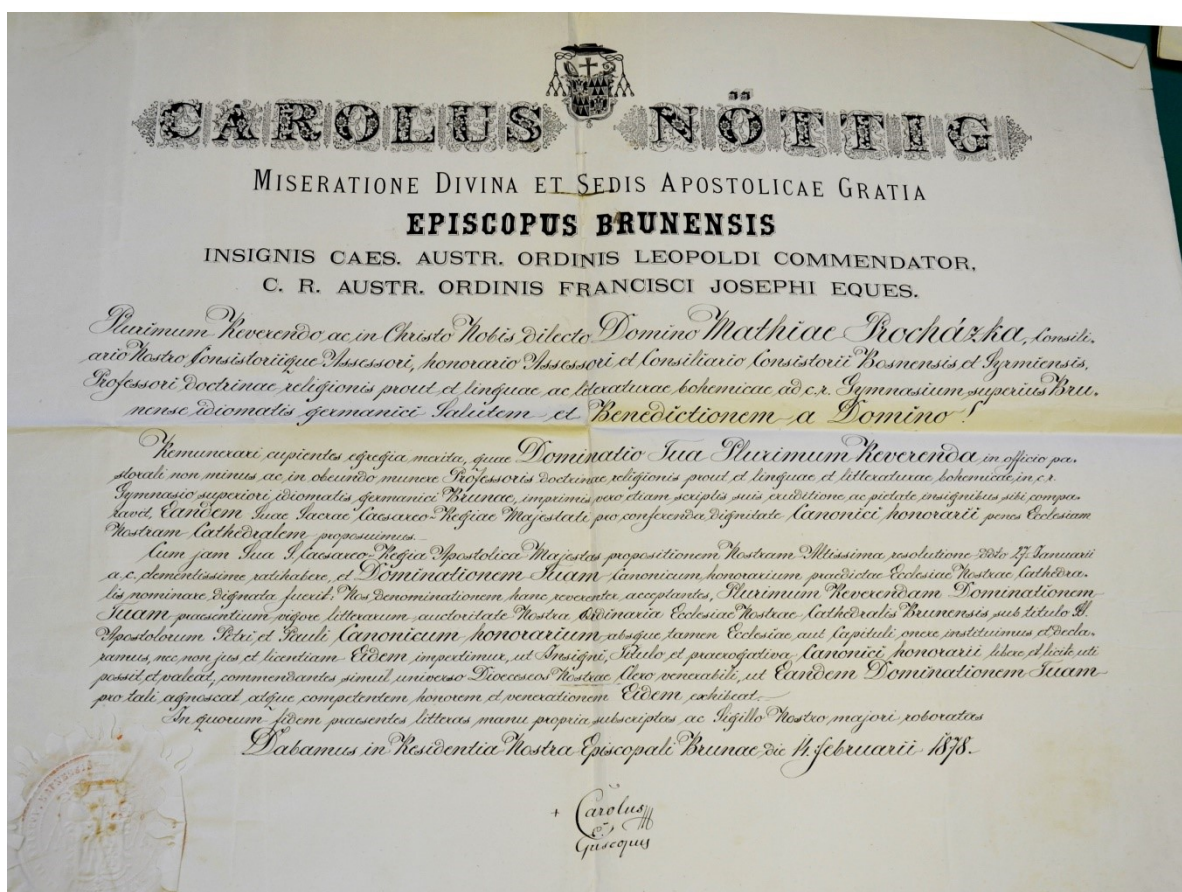 CAROLUS NÖTTIG
MISERATIONE DIVINA ET SEDIS APOSTOLICAE GRATIA
EPISCOPUS BRUNENSIS
INSIGNIS CAES. AUSTR. ORDINIS LEOPOLDI COMMENDATOR,
C. R. AUSTR. ORDINIS FRANCISCI JOSEPHI EQUES.
Plurimum Reverendo ac in Christo Nobis dilecto Domino Mathiae Procházka, Consili-
ario Nostro Consistoriique Assessori, honorario Assessori et Consiliario Consistorii Bosnensis et Syrmiensis,
Professori doctrinae religionis prout et linguae ac literaturae bohemicae ad c. r. Gymnasium superius Bru-
nense idiomatis germanici Salutem et Benedictionem a Domino!
Remunerari cupientes egregia merita, quae Dominatio Tua Plurimum Reverenda in officio pa-
storali non minus ac in obeundo munere Professoris doctrinae religionis prout et linguae et litteraturae bohemicae in c. r.
Gymnasio superiori idiomatis germanici Brunae, imprimis vero etiam scriptis suis eruditione ac pietate insignibus sibi compa-
ravit, Eandem Suae Sacrae Caesareo-Regiae Majestati pro conferenda dignitate Canonici honorarii penes Ecclesiam
Nostram Cathedralem proposuimus.
Cum jam Sua S. Caesareo-Regia Apostolica Majestas propositionem Nostram Altissima resolutione ddto 27. Januarii
a. c. clementissime ratihabere, et Dominationem Tuam Canonicum honorarium praedictae Ecclesiae Nostrae Cathedra-
lis nominare dignata fuerit: Nos denominationem hanc reverenter acceptantes, Plurimum Reverendam Dominationem
Tuam praesentium vigore litterarum auctoritate Nostra Ordinaria Ecclesiae Nostrae Cathedralis Brunensis sub titulo SS.
Apostolorum Petri et Pauli Canonicum honorarium absque tamen Ecclesiae, aut Capituli onere instituimus et decla-
ramus, nec non jus et licentiam Eidem impertimur, ut Insigni, Titulo et praerogativa Canonici honorarii libere et licite uti
possit et valeat, commendantes simul universo Dioeceseos Nostrae Clero venerabili, ut Eandem Dominationem Tuam
pro tali agnoscat atque competentem honorem et venerationem Eidem exhibeat.
In quorum fidem praesentes litteras manu propria subscriptas ac Sigillo Nostro majori roboratas
Dabamus in Residentia Nostra Episcopali Brunae die 14. februarii 1878.
+ Carolus
Episcopus